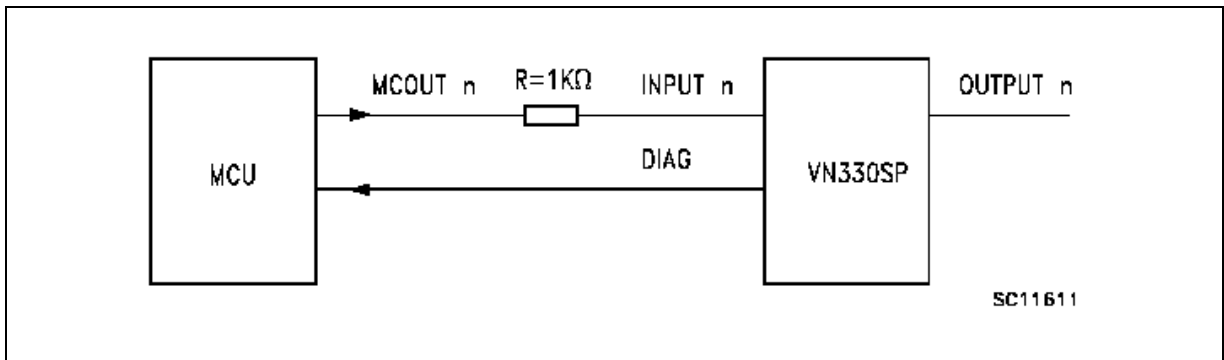 MCOUT n
R=1KΩ
INPUT n
OUTPUT n
DIAG
MCU
VN330SP
SC11611